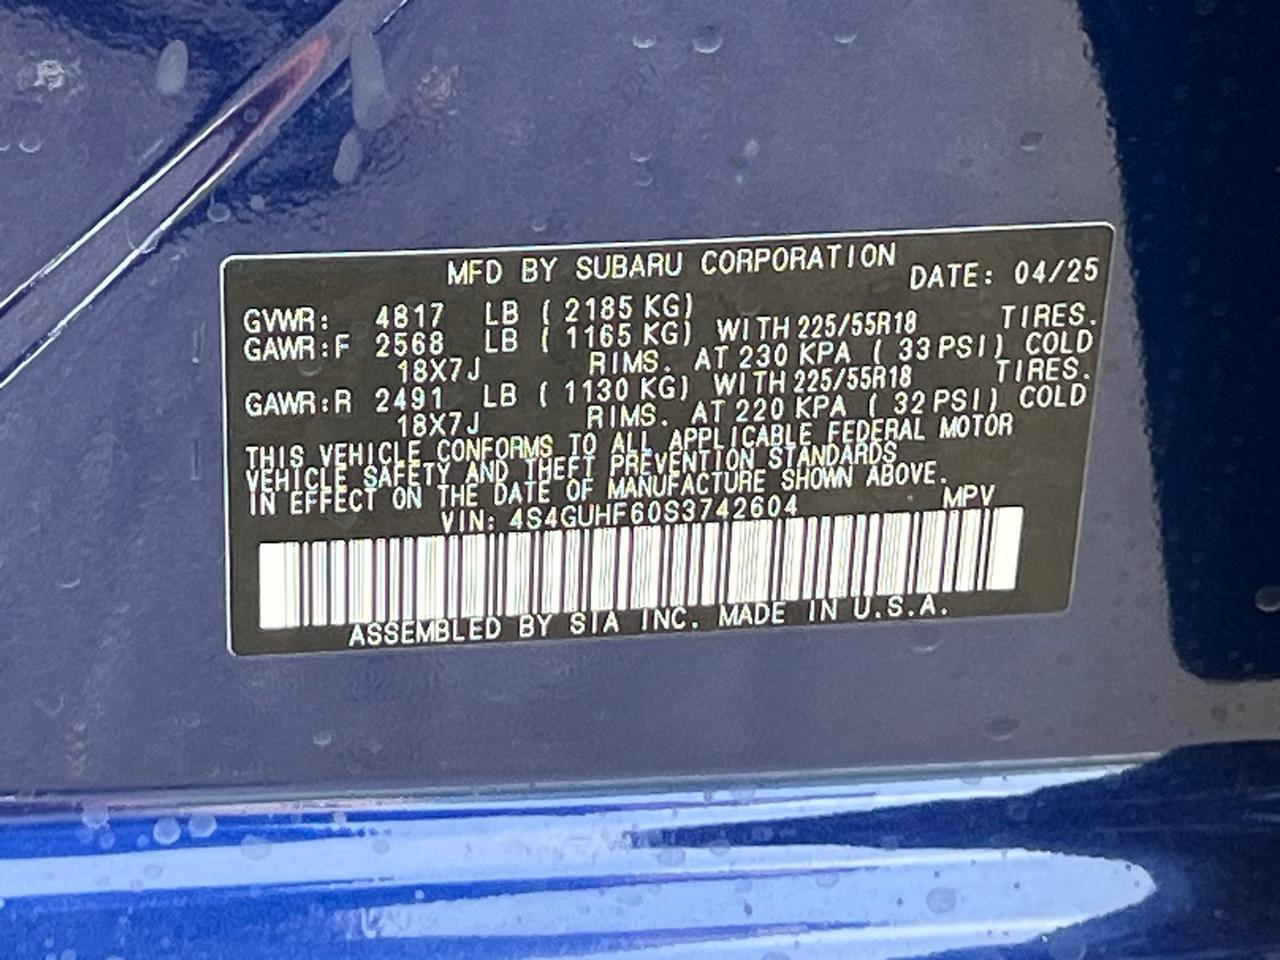 MFD BY SUBARU CORPORATION DATE: 04/25
GVWR: 4817 LB ( 2185 KG)
GAWR:F 2568 LB ( 1165 KG) WITH 225/55R18 TIRES.
18X7J RIMS. AT 230 KPA ( 33 PSI) COLD
GAWR:R 2491 LB ( 1130 KG) WITH 225/55R18 TIRES.
18X7J RIMS. AT 220 KPA ( 32 PSI) COLD
THIS VEHICLE CONFORMS TO ALL APPLICABLE FEDERAL MOTOR
VEHICLE SAFETY AND THEFT PREVENTION STANDARDS
IN EFFECT ON THE DATE OF MANUFACTURE SHOWN ABOVE.
VIN: 4S4GUHF60S3742604 MPV
ASSEMBLED BY SIA INC. MADE IN U.S.A.